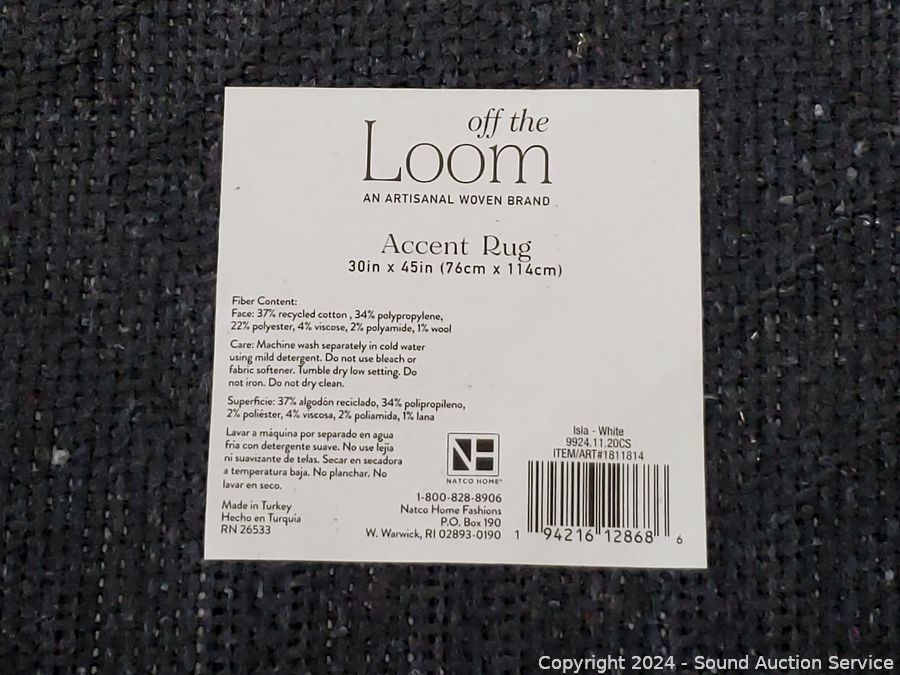 off the
Loom
AN ARTISANAL WOVEN BRAND
Accent Rug
30in x 45in (76cm x 114cm)
Fiber Content:
Face: 37% recycled cotton , 34% polypropylene,
22% polyester, 4% viscose, 2% polyamide, 1% wool
Care: Machine wash separately in cold water
using mild detergent. Do not use bleach or
fabric softener. Tumble dry low setting. Do
not iron. Do not dry clean.
Superficie: 37% algodón reciclado, 34% polipropileno,
2% poliéster, 4% viscosa, 2% poliamida, 1% lana
Lavar a máquina por separado en agua
fría con detergente suave. No use lejía
ni suavizante de telas. Secar en secadora
a temperatura baja. No planchar. No
lavar en seco.
Made in Turkey
Hecho en Turquía
RN 26533
NATCO HOME®
1-800-828-8906
Natco Home Fashions
P.O. Box 190
W. Warwick, RI 02893-0190
Isla - White
9924.11.20CS
ITEM/ART#1811814
1 94216 12868 6
Copyright © 2024 - Sound Auction Service